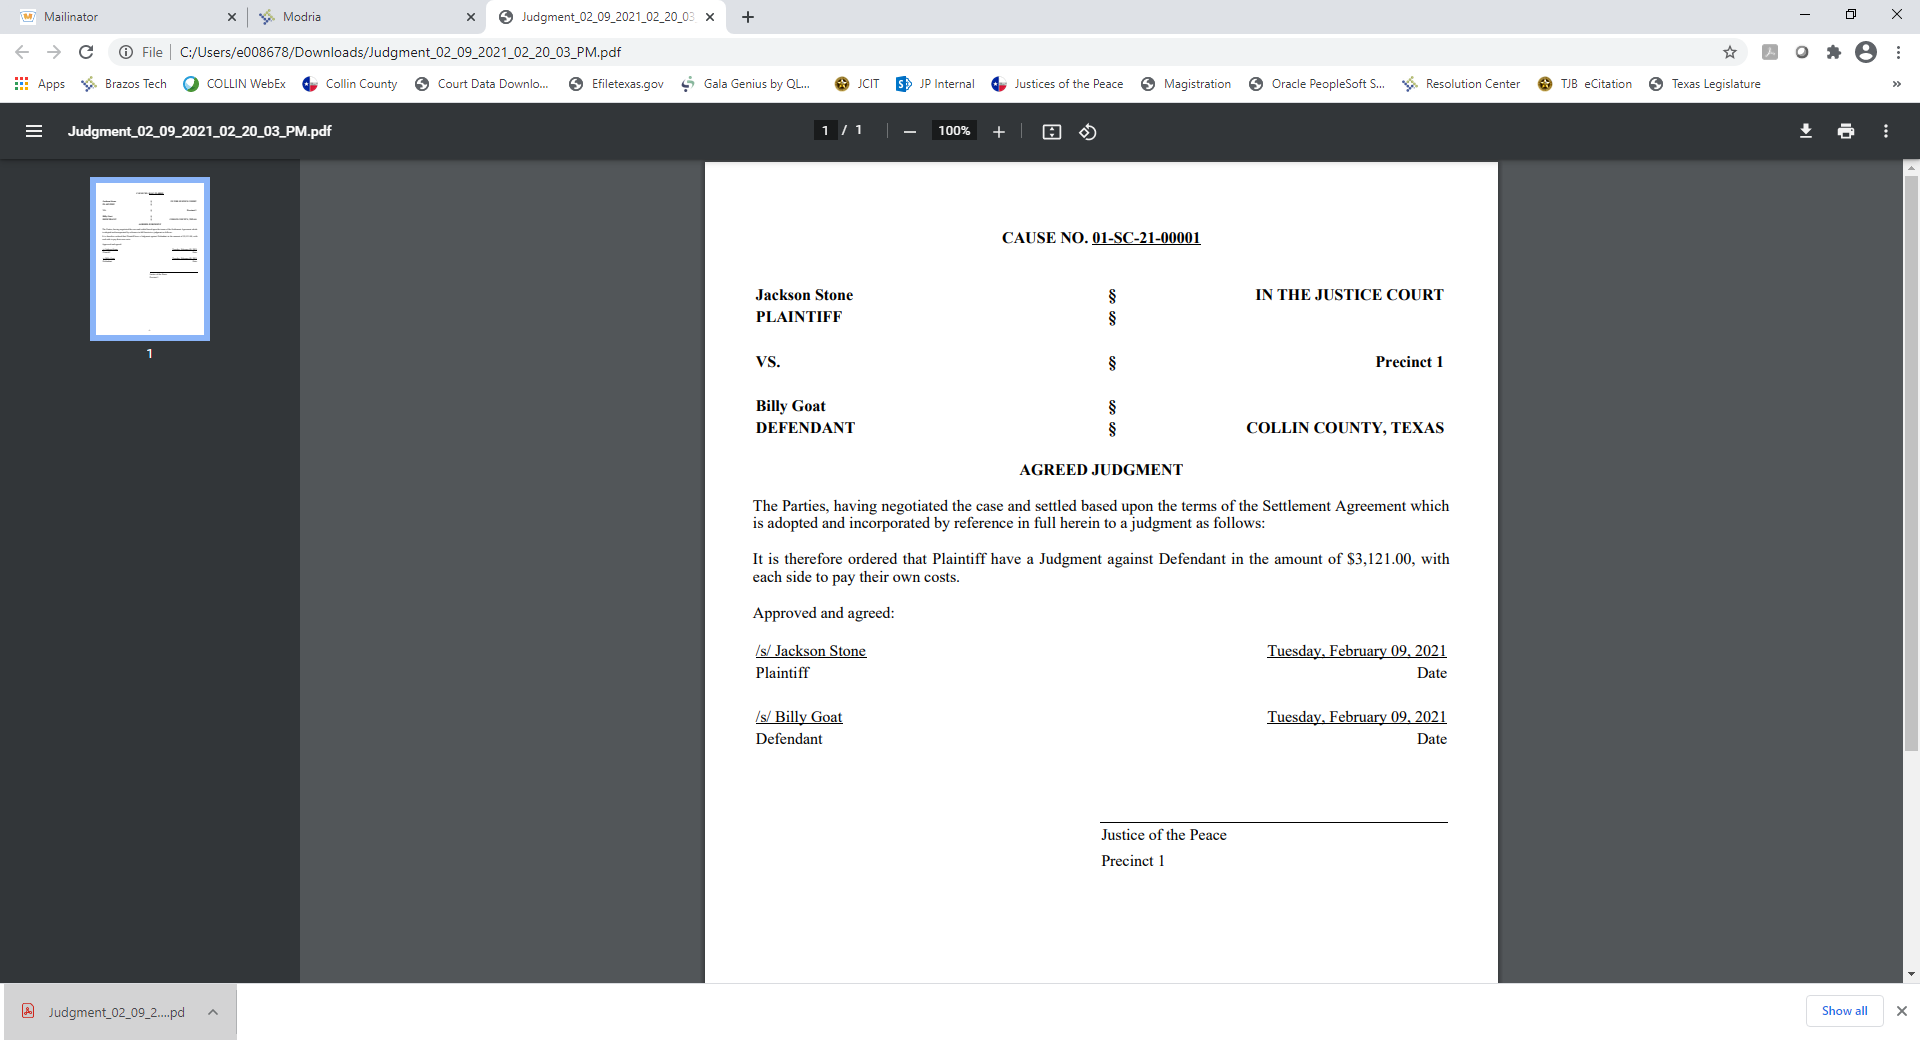 Mailinator
Modria
Judgment_02_09_2021_02_20_03
File C:/Users/e008678/Downloads/Judgment_02_09_2021_02_20_03_PM.pdf
Apps Brazos Tech COLLIN WebEx Collin County Court Data Downlo... Efiletexas.gov Gala Genius by QL... JCIT JP Internal Justices of the Peace Magistration Oracle PeopleSoft S... Resolution Center TJB eCitation Texas Legislature »
Judgment_02_09_2021_02_20_03_PM.pdf 1 / 1 100%
1
CAUSE NO. 01-SC-21-00001
Jackson Stone § IN THE JUSTICE COURT
PLAINTIFF §
VS. § Precinct 1
Billy Goat §
DEFENDANT § COLLIN COUNTY, TEXAS
AGREED JUDGMENT
The Parties, having negotiated the case and settled based upon the terms of the Settlement Agreement which
is adopted and incorporated by reference in full herein to a judgment as follows:
It is therefore ordered that Plaintiff have a Judgment against Defendant in the amount of $3,121.00, with
each side to pay their own costs.
Approved and agreed:
/s/ Jackson Stone Tuesday, February 09, 2021
Plaintiff Date
/s/ Billy Goat Tuesday, February 09, 2021
Defendant Date
Justice of the Peace
Precinct 1
Judgment_02_09_2....pd
Show all